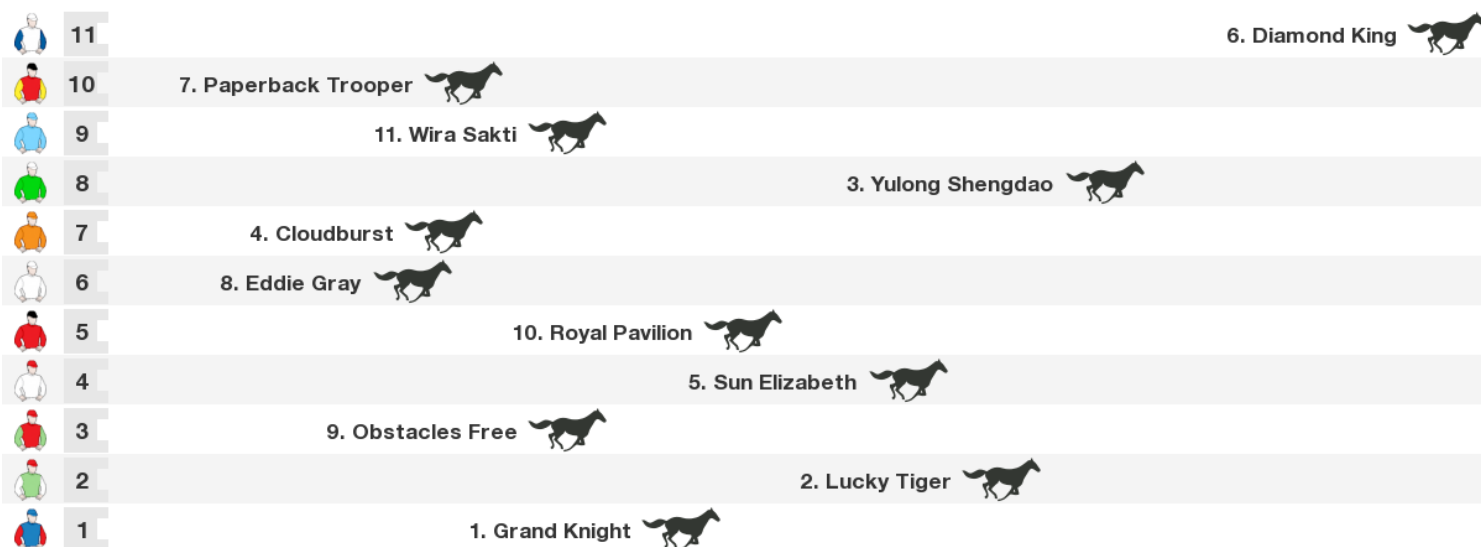 11 6. Diamond King
10 7. Paperback Trooper
9 11. Wira Sakti
8 3. Yulong Shengdao
7 4. Cloudburst
6 8. Eddie Gray
5 10. Royal Pavilion
4 5. Sun Elizabeth
3 9. Obstacles Free
2 2. Lucky Tiger
1 1. Grand Knight